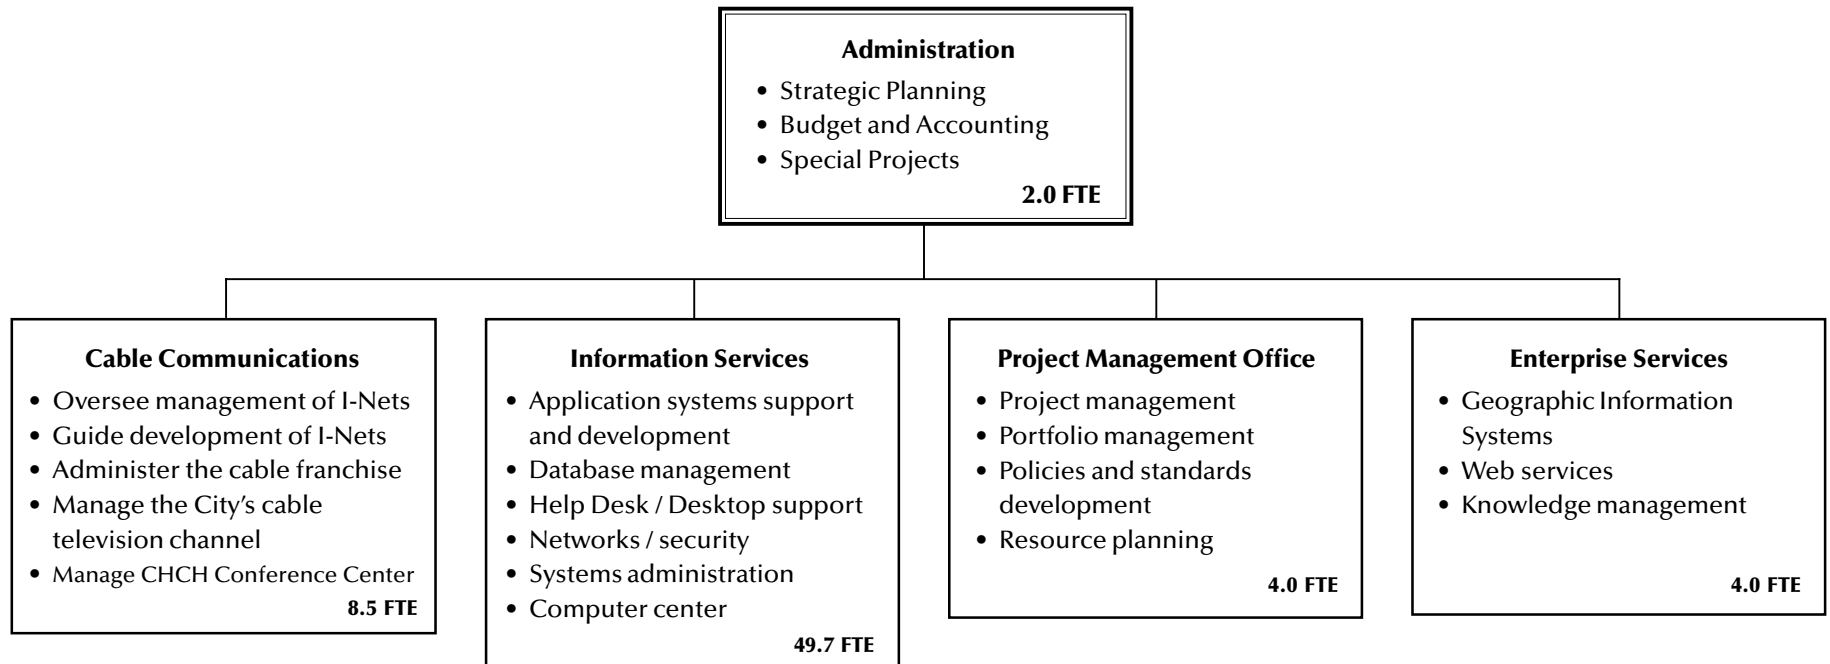 Administration
• Strategic Planning
• Budget and Accounting
• Special Projects
2.0 FTE
Cable Communications
• Oversee management of I-Nets
• Guide development of I-Nets
• Administer the cable franchise
• Manage the City’s cable
television channel
• Manage CHCH Conference Center
8.5 FTE
Information Services
• Application systems support
and development
• Database management
• Help Desk / Desktop support
• Networks / security
• Systems administration
• Computer center
49.7 FTE
Project Management Office
• Project management
• Portfolio management
• Policies and standards
development
• Resource planning
4.0 FTE
Enterprise Services
• Geographic Information
Systems
• Web services
• Knowledge management
4.0 FTE